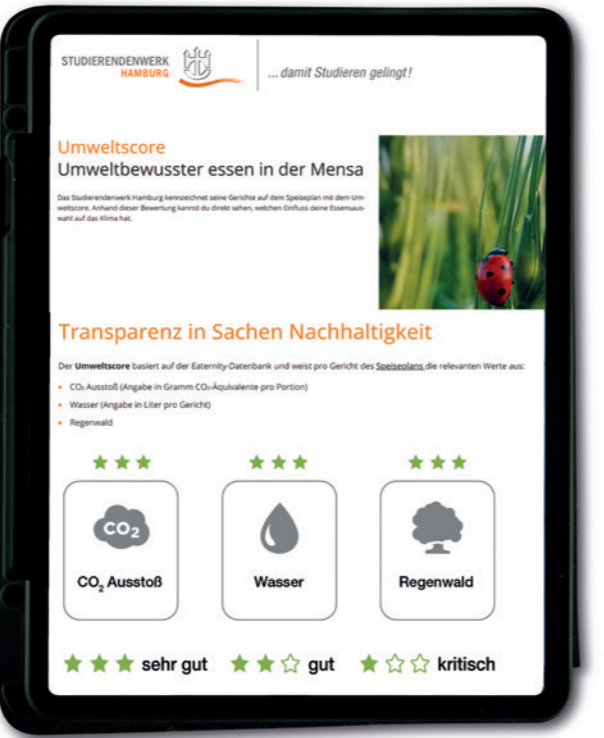 STUDIERENDENWERK
HAMBURG
...damit Studieren gelingt!
Umweltscore
Umweltbewusster essen in der Mensa
Das Studierendenwerk Hamburg kennzeichnet seine Gerichte auf dem Speiseplan mit dem Um-
weltscore. Anhand dieser Bewertung kannst du direkt sehen, welchen Einfluss deine Essensaus-
wahl auf das Klima hat.
Transparenz in Sachen Nachhaltigkeit
Der Umweltscore basiert auf der Eaternity-Datenbank und weist pro Gericht des Speiseplans die relevanten Werte aus:
CO₂ Ausstoß (Angabe in Gramm CO₂-Äquivalente pro Portion)
Wasser (Angabe in Liter pro Gericht)
Regenwald
CO₂
CO₂ Ausstoß
Wasser
Regenwald
sehr gut
gut
kritisch